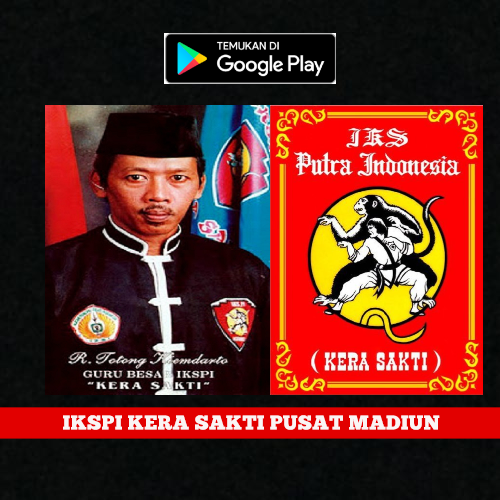 TEMUKAN DI
Google Play
IKS
Putra Indonesia
R. Totong Kiemdarto
GURU BESAR IKSPI
"KERA SAKTI"
( KERA SAKTI )
IKSPI KERA SAKTI PUSAT MADIUN